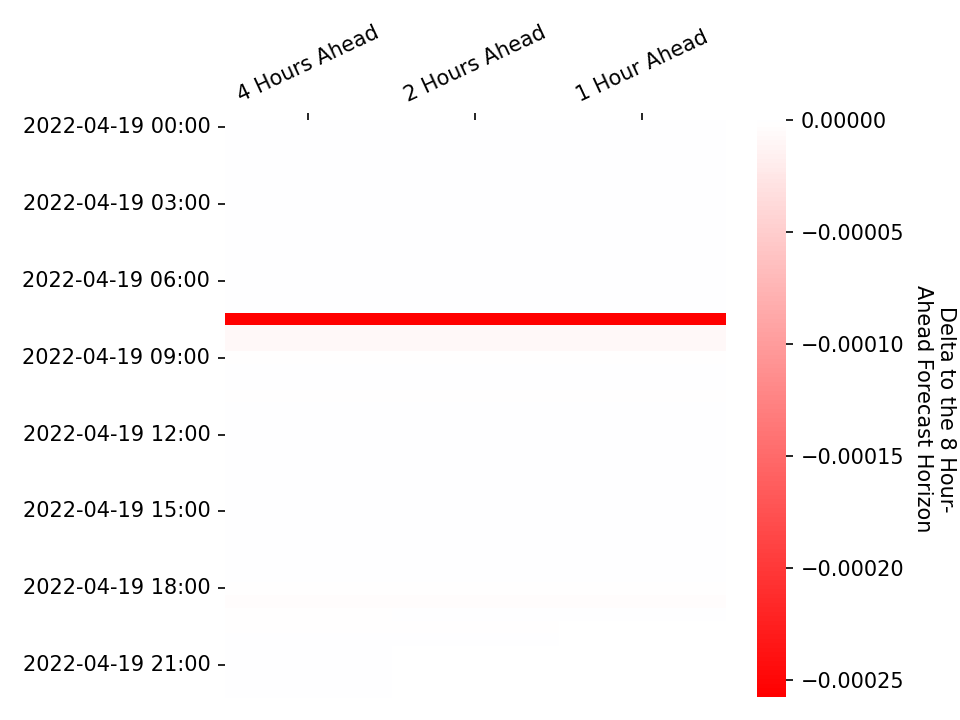 4 Hours Ahead
2 Hours Ahead
1 Hour Ahead
2022-04-19 00:00
2022-04-19 03:00
2022-04-19 06:00
2022-04-19 09:00
2022-04-19 12:00
2022-04-19 15:00
2022-04-19 18:00
2022-04-19 21:00
0.00000
−0.00005
−0.00010
−0.00015
−0.00020
−0.00025
Delta to the 8 Hour-
Ahead Forecast Horizon